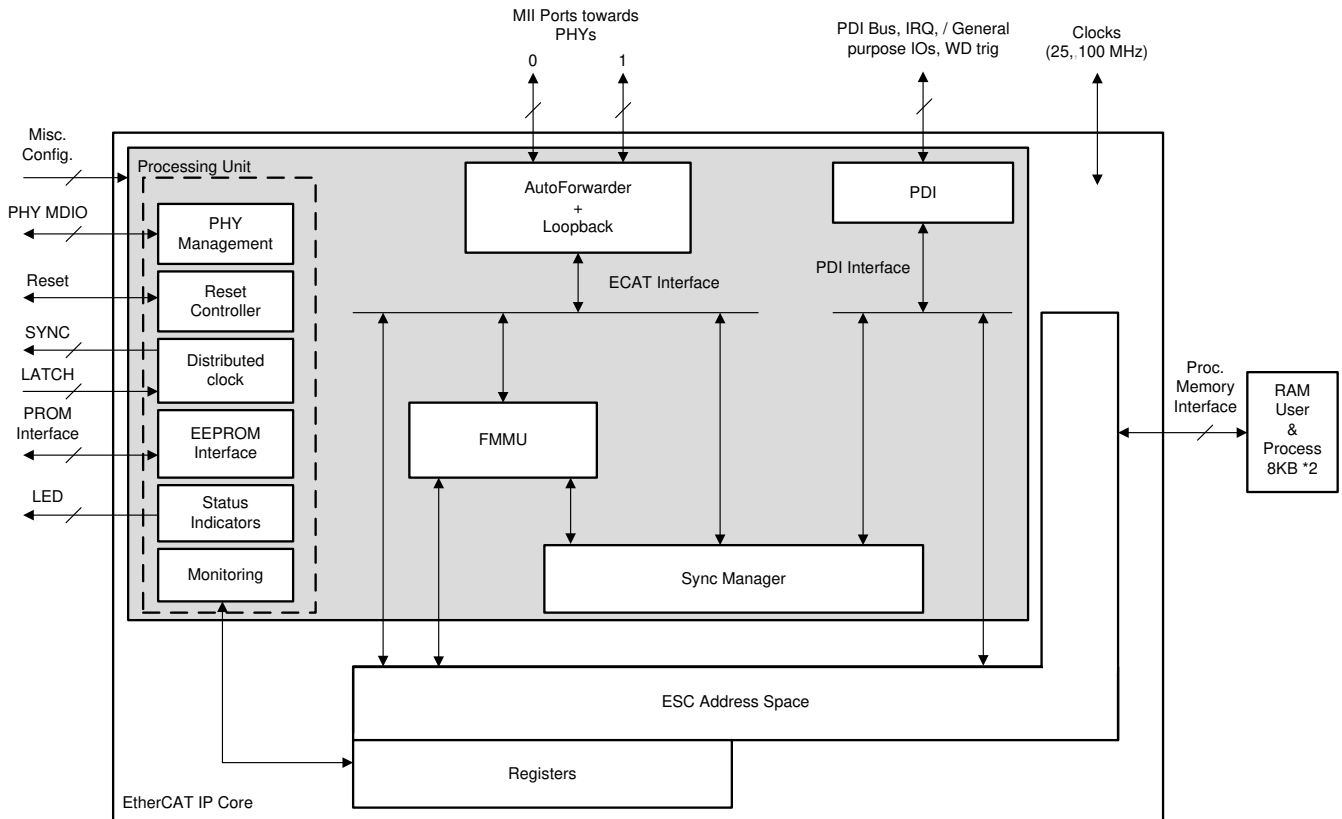 MII Ports towards
PHYs
0
1
PDI Bus, IRQ, / General
purpose IOs, WD trig
Clocks
(25, 100 MHz)
Misc.
Config.
PHY MDIO
Reset
SYNC
LATCH
PROM
Interface
LED
Processing Unit
PHY
Management
Reset
Controller
Distributed
clock
EEPROM
Interface
Status
Indicators
Monitoring
AutoForwarder
+
Loopback
ECAT Interface
PDI
PDI Interface
FMMU
Sync Manager
ESC Address Space
Registers
EtherCAT IP Core
Proc.
Memory
Interface
RAM
User
&
Process
8KB *2